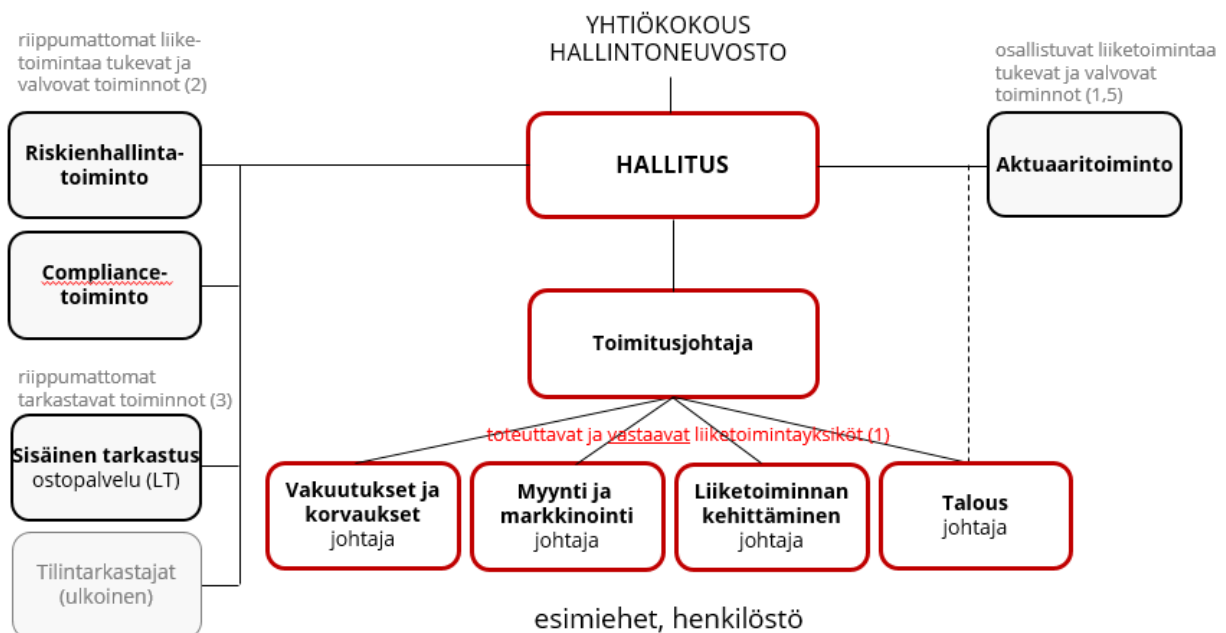 YHTIÖKOKOUS
HALLINTONEUVOSTO
riippumattomat liike-
toimintaa tukevat ja
valvovat toiminnot (2)
osallistuvat liiketoimintaa
tukevat ja valvovat
toiminnot (1,5)
Riskienhallinta-
toiminto
HALLITUS
Aktuaaritoiminto
Compliance-
toiminto
Toimitusjohtaja
riippumattomat
tarkastavat toiminnot (3)
Sisäinen tarkastus
ostopalvelu (LT)
toteuttavat ja vastaavat liiketoimintayksiköt (1)
Vakuutukset ja
korvaukset
johtaja
Myynti ja
markkinointi
johtaja
Liiketoiminnan
kehittäminen
johtaja
Talous
johtaja
Tilintarkastajat
(ulkoinen)
esimiehet, henkilöstö